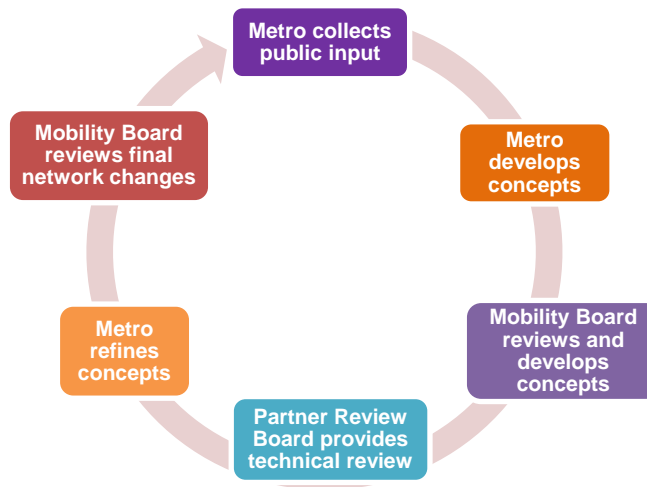 Metro collects
public input
Metro
develops
concepts
Mobility Board
reviews and
develops
concepts
Partner Review
Board provides
technical review
Metro
refines
concepts
Mobility Board
reviews final
network changes